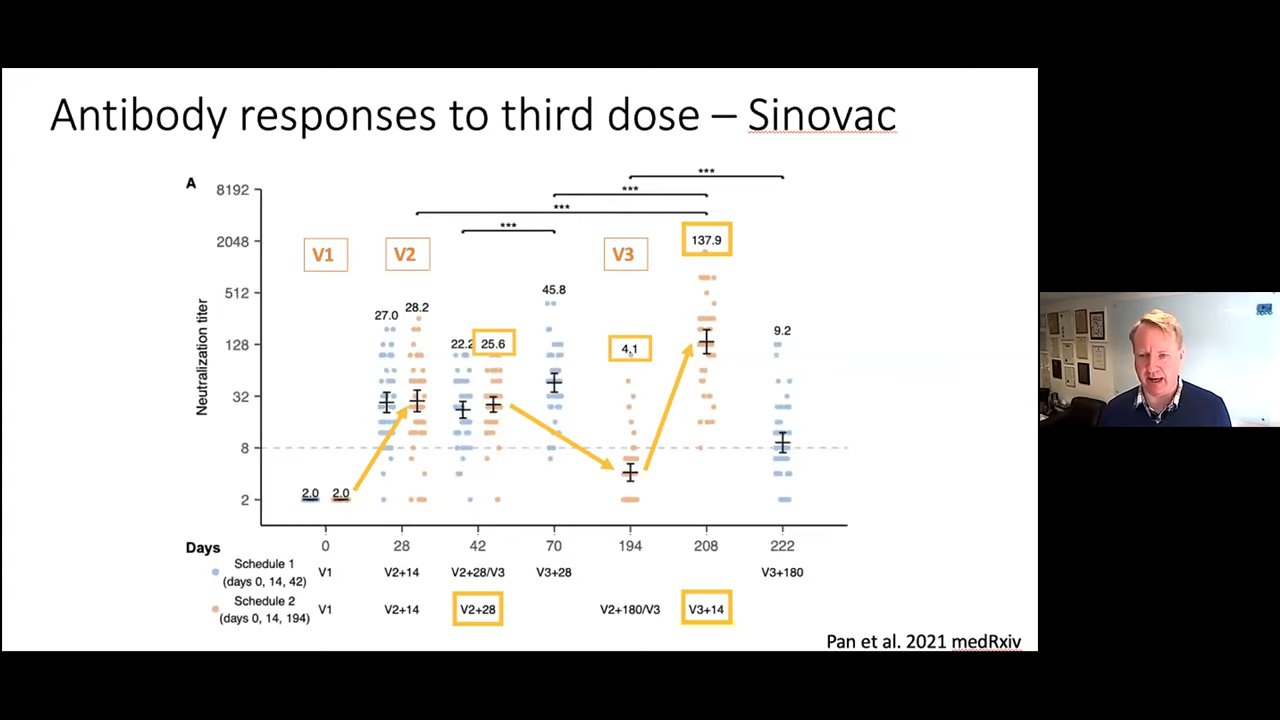 Antibody responses to third dose – Sinovac
A
***
***
***
***
8192
2048
512
128
32
8
2
Neutralization titer
V1
V2
V3
137.9
45.8
27.0
28.2
22.2
25.6
4.1
9.2
2.0
2.0
Days
0
28
42
70
194
208
222
Schedule 1
(days 0, 14, 42)
V1
V2+14
V2+28/V3
V3+28
V3+180
Schedule 2
(days 0, 14, 194)
V1
V2+14
V2+28
V2+180/V3
V3+14
Pan et al. 2021 medRxiv